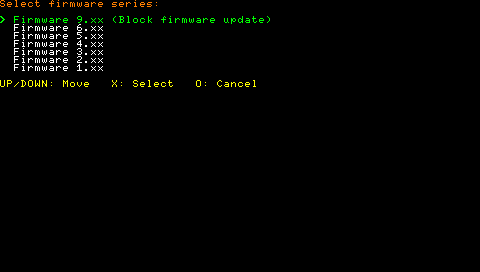 Select firmware series:
> Firmware 9.xx (Block firmware update)
Firmware 6.xx
Firmware 5.xx
Firmware 4.xx
Firmware 3.xx
Firmware 2.xx
Firmware 1.xx
UP/DOWN: Move X: Select O: Cancel